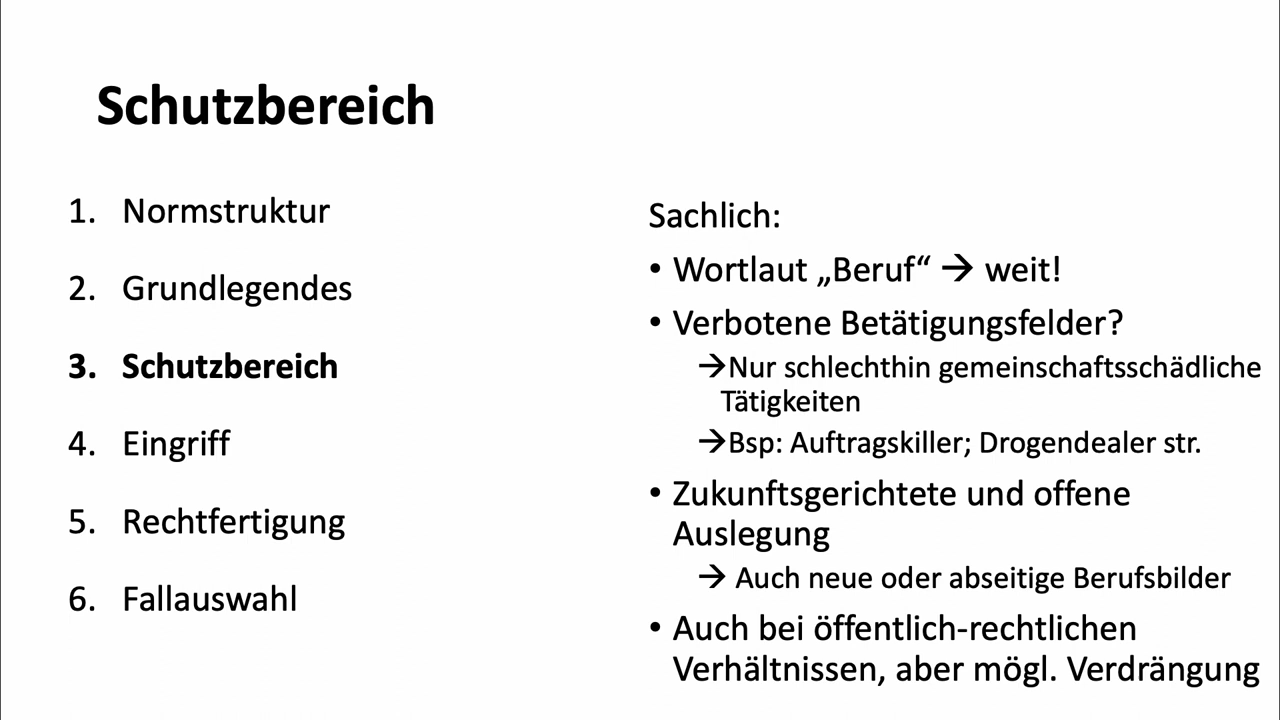 Schutzbereich
1. Normstruktur
2. Grundlegendes
3. Schutzbereich
4. Eingriff
5. Rechtfertigung
6. Fallauswahl
Sachlich:
• Wortlaut „Beruf“ → weit!
• Verbotene Betätigungsfelder?
→Nur schlechthin gemeinschaftsschädliche
Tätigkeiten
→Bsp: Auftragskiller; Drogendealer str.
• Zukunftsgerichtete und offene
Auslegung
→ Auch neue oder abseitige Berufsbilder
• Auch bei öffentlich-rechtlichen
Verhältnissen, aber mögl. Verdrängung